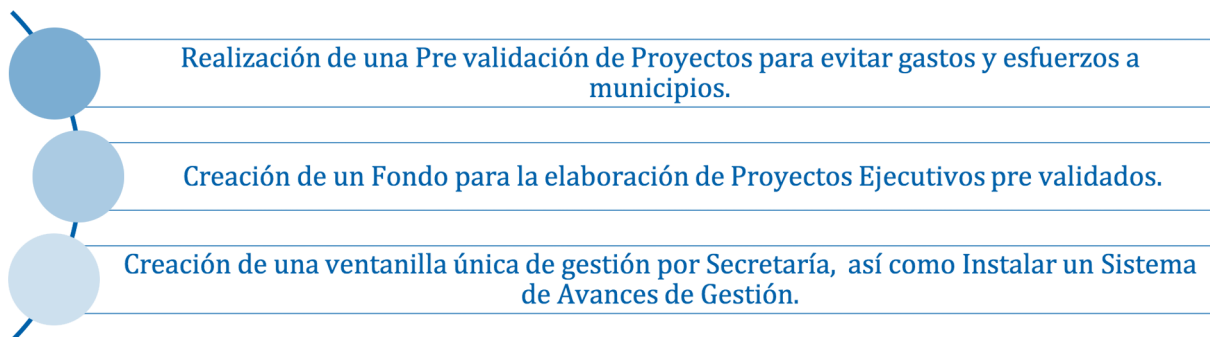 Realización de una Pre validación de Proyectos para evitar gastos y esfuerzos a
municipios.
Creación de un Fondo para la elaboración de Proyectos Ejecutivos pre validados.
Creación de una ventanilla única de gestión por Secretaría, así como Instalar un Sistema
de Avances de Gestión.